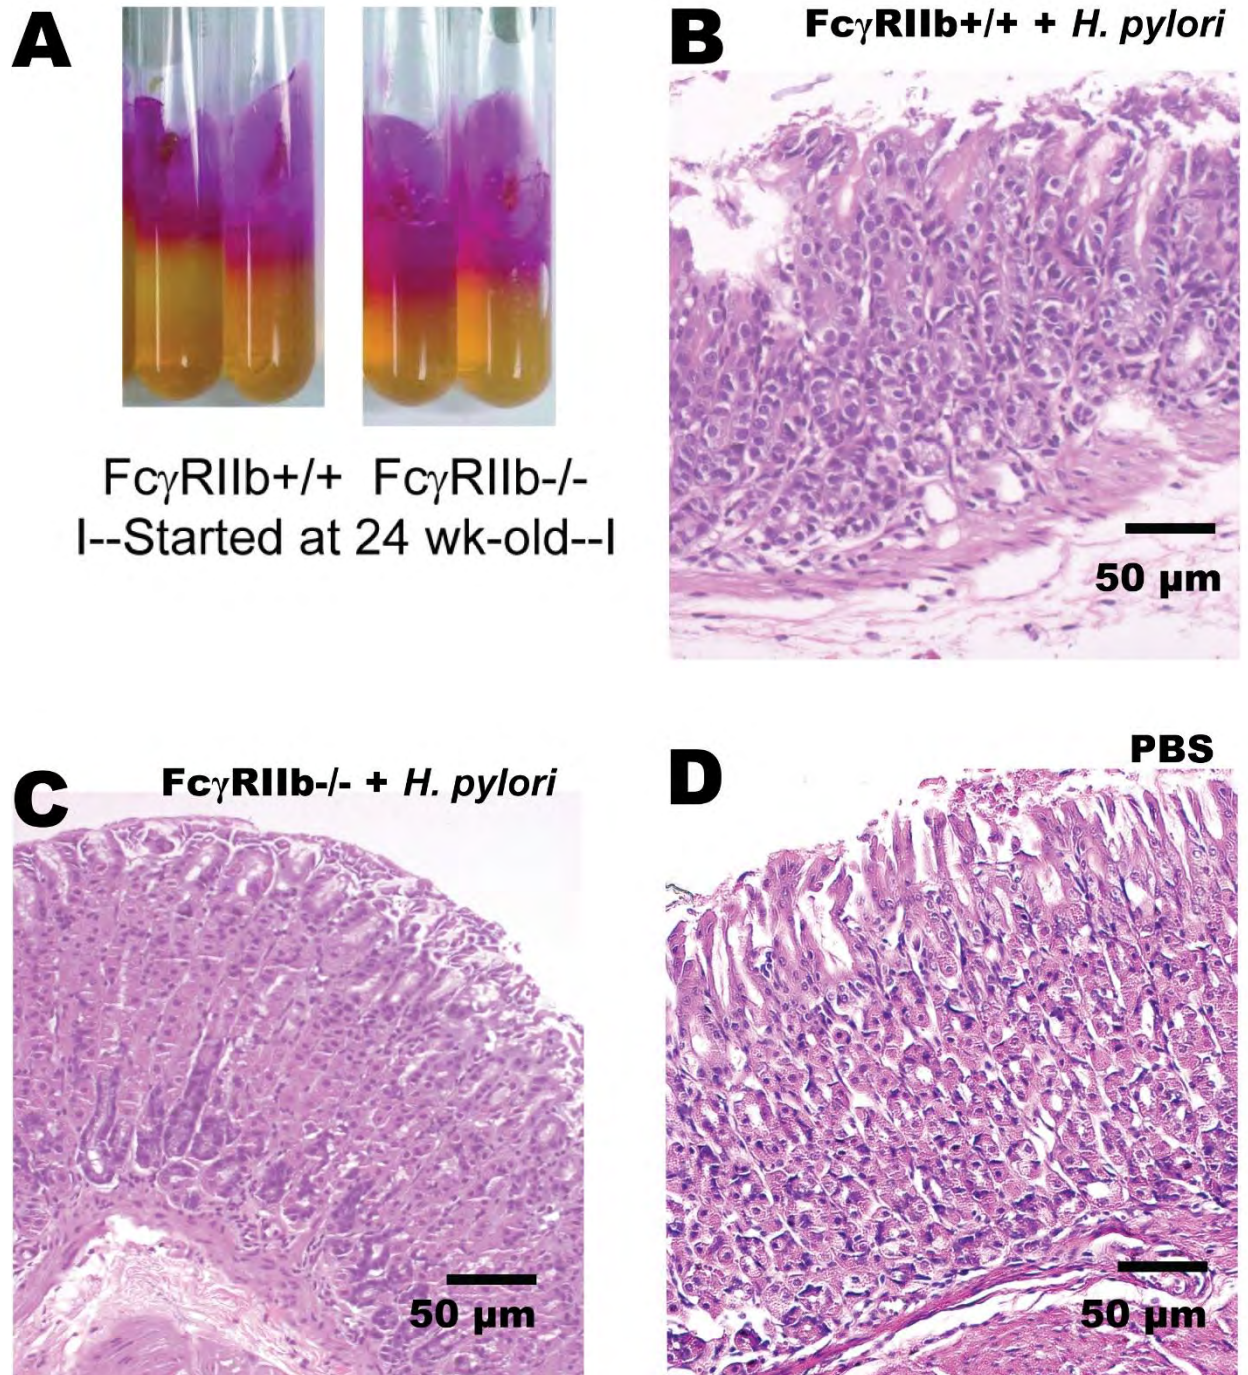 A
FcγRIIb+/+ FcγRIIb-/-
I--Started at 24 wk-old--I
B
FcγRIIb+/+ + H. pylori
50 µm
C
FcγRIIb-/- + H. pylori
50 µm
D
PBS
50 µm